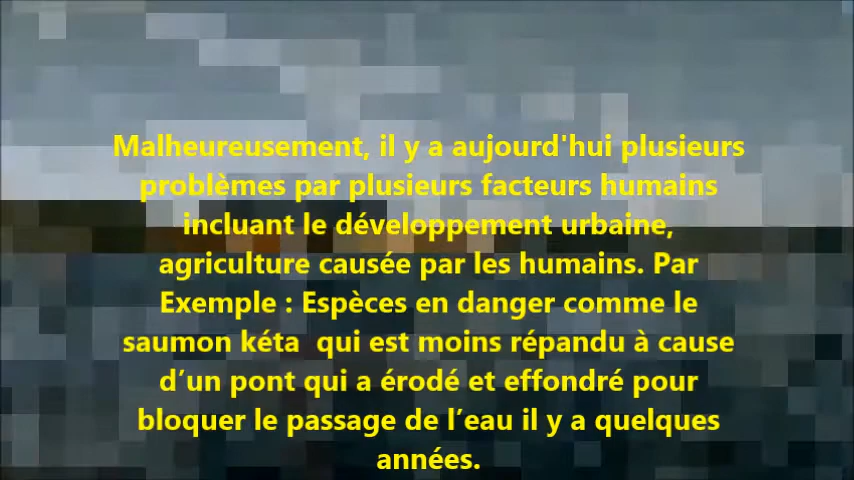 Malheureusement, il y a aujourd'hui plusieurs
problèmes par plusieurs facteurs humains
incluant le développement urbaine,
agriculture causée par les humains. Par
Exemple : Espèces en danger comme le
saumon kéta  qui est moins répandu à cause
d’un pont qui a érodé et effondré pour
bloquer le passage de l’eau il y a quelques
années.